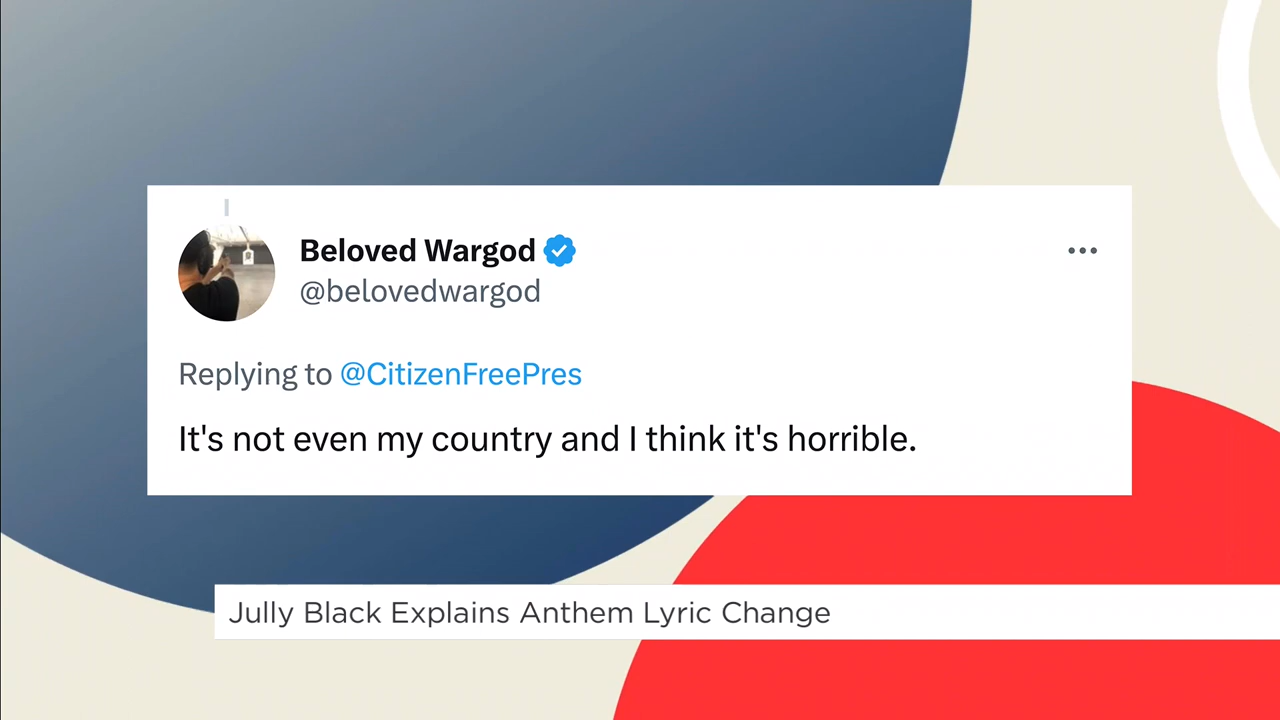 Beloved Wargod
@belovedwargod
Replying to @CitizenFreePres
It's not even my country and I think it's horrible.
Jully Black Explains Anthem Lyric Change